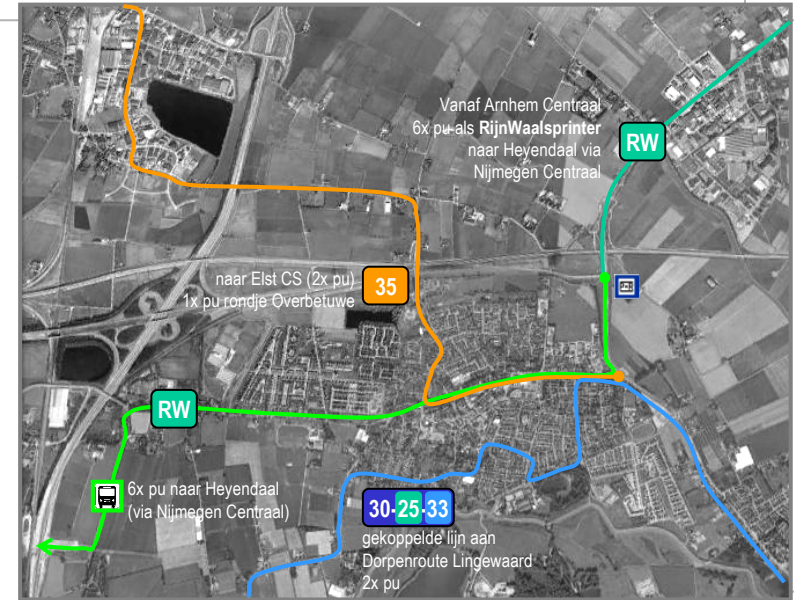 Vanaf Arnhem Centraal
6x pu als RijnWaalsprinter
naar Heyendaal via
Nijmegen Centraal
RW
naar Elst CS (2x pu)
1x pu rondje Overbetuwe
35
RW
6x pu naar Heyendaal
(via Nijmegen Centraal)
30-25-33
gekoppelde lijn aan
Dorpenroute Lingewaard
2x pu